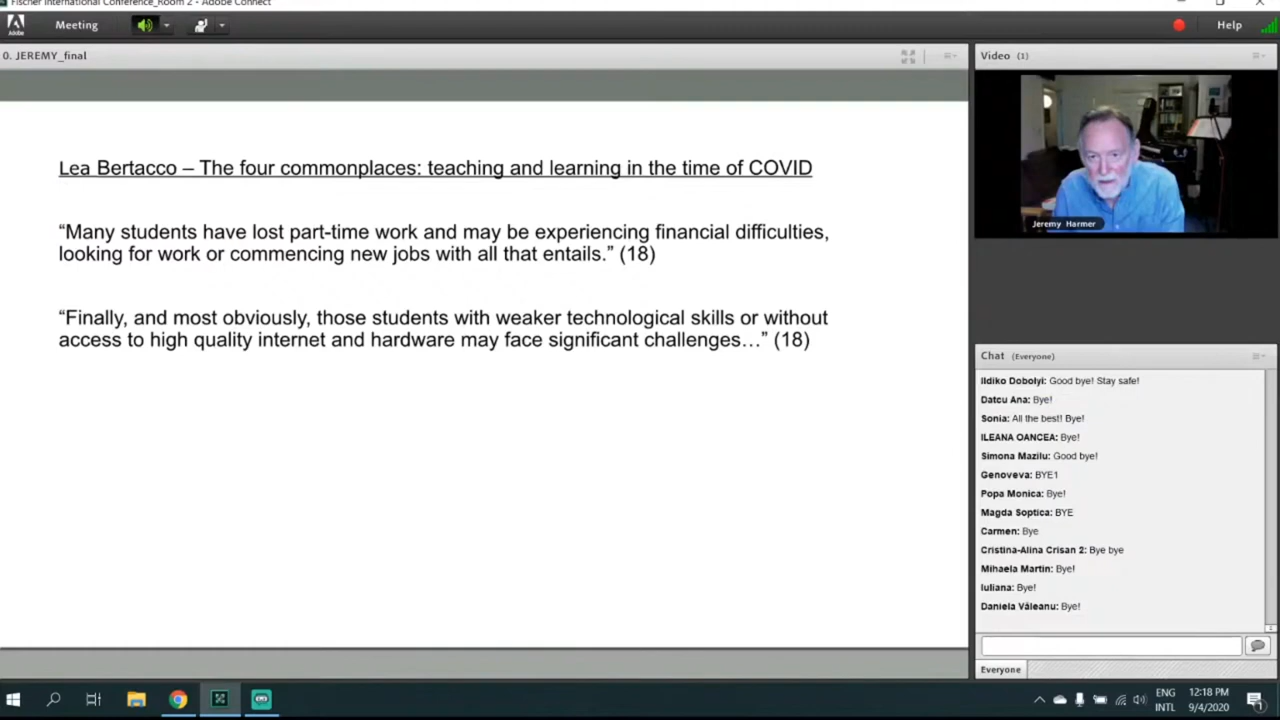 Fischer International Conference_Room 2 - Adobe Connect
Adobe
Meeting
Help
0. JEREMY_final
Video (1)
Lea Bertacco – The four commonplaces: teaching and learning in the time of COVID
“Many students have lost part-time work and may be experiencing financial difficulties,
looking for work or commencing new jobs with all that entails.” (18)
“Finally, and most obviously, those students with weaker technological skills or without
access to high quality internet and hardware may face significant challenges…” (18)
Jeremy Harmer
Chat (Everyone)
Ildiko Dobolyi: Good bye! Stay safe!
Datcu Ana: Bye!
Sonia: All the best! Bye!
ILEANA OANCEA: Bye!
Simona Mazilu: Good bye!
Genoveva: BYE1
Popa Monica: Bye!
Magda Soptica: BYE
Carmen: Bye
Cristina-Alina Crisan 2: Bye bye
Mihaela Martin: Bye!
Iuliana: Bye!
Daniela Văleanu: Bye!
Everyone
ENG
INTL
12:18 PM
9/4/2020
1